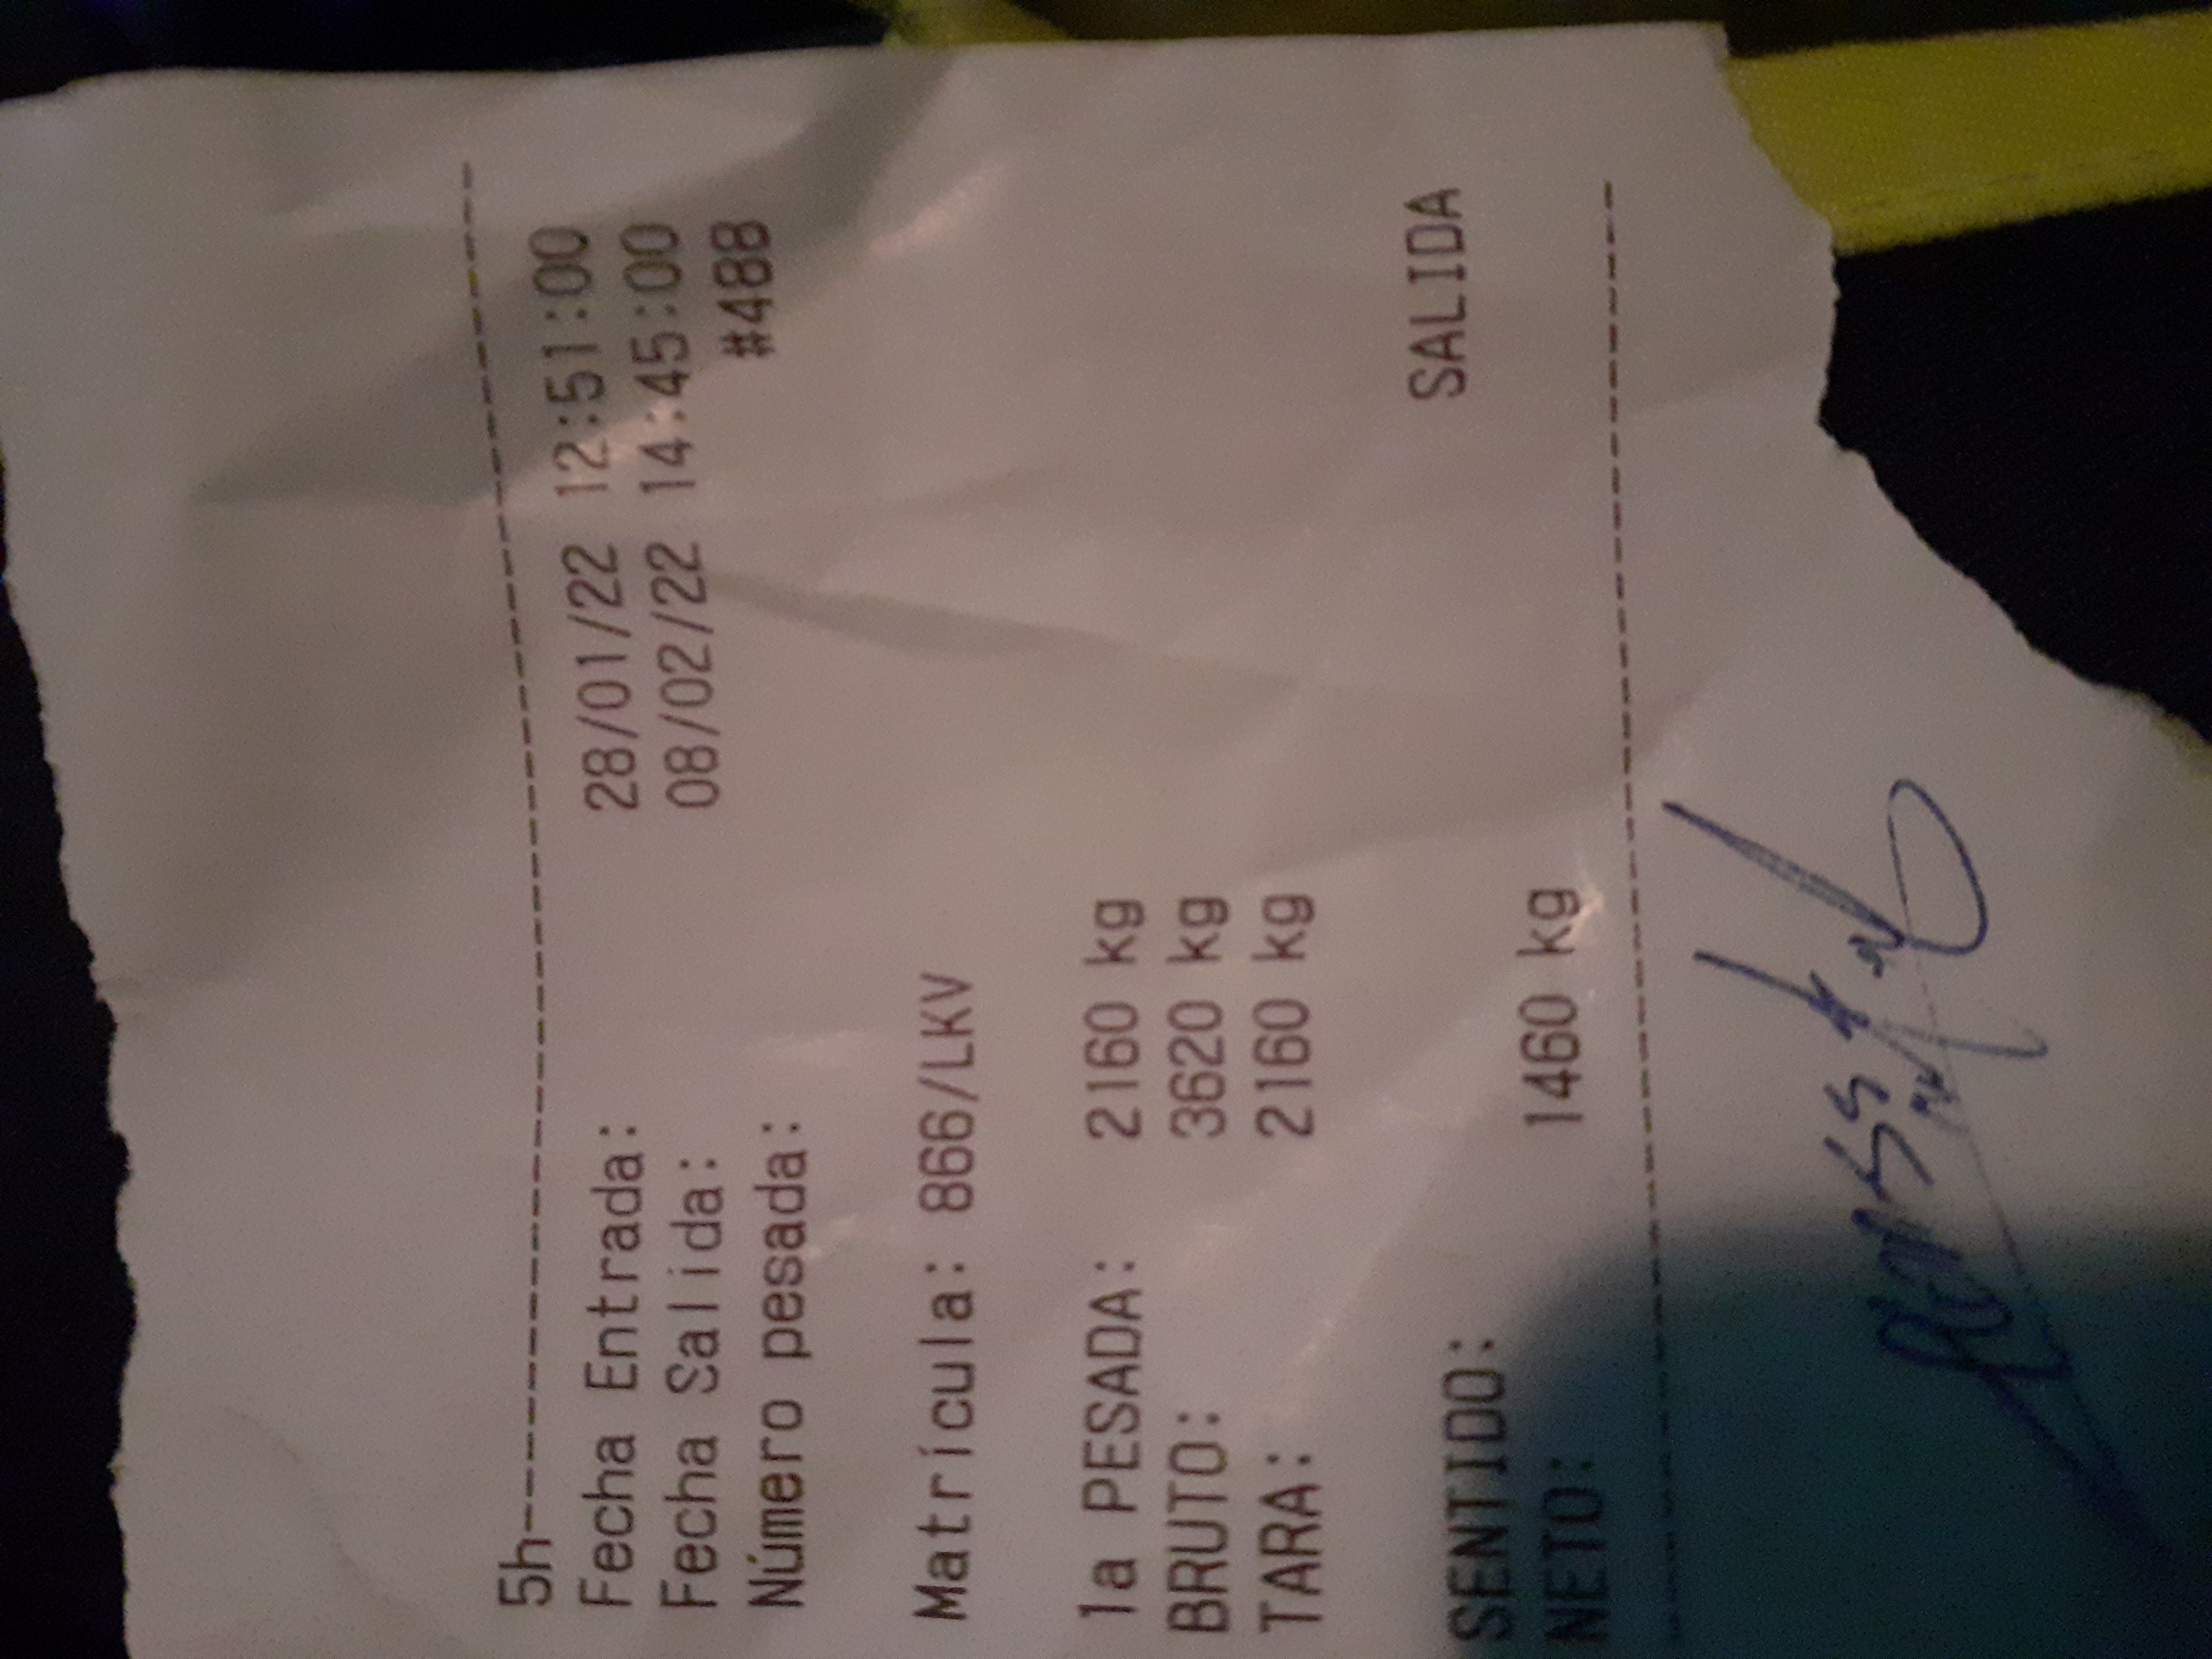 5h------------------------------------
Fecha Entrada: 28/01/22 12:51:00
Fecha Salida: 08/02/22 14:45:00
Número pesada: #488
Matrícula: 866/LKV
1a PESADA: 2160 kg
BRUTO: 3620 kg
TARA: 2160 kg
SENTIDO: SALIDA
NETO: 1460 kg
--------------------------------------